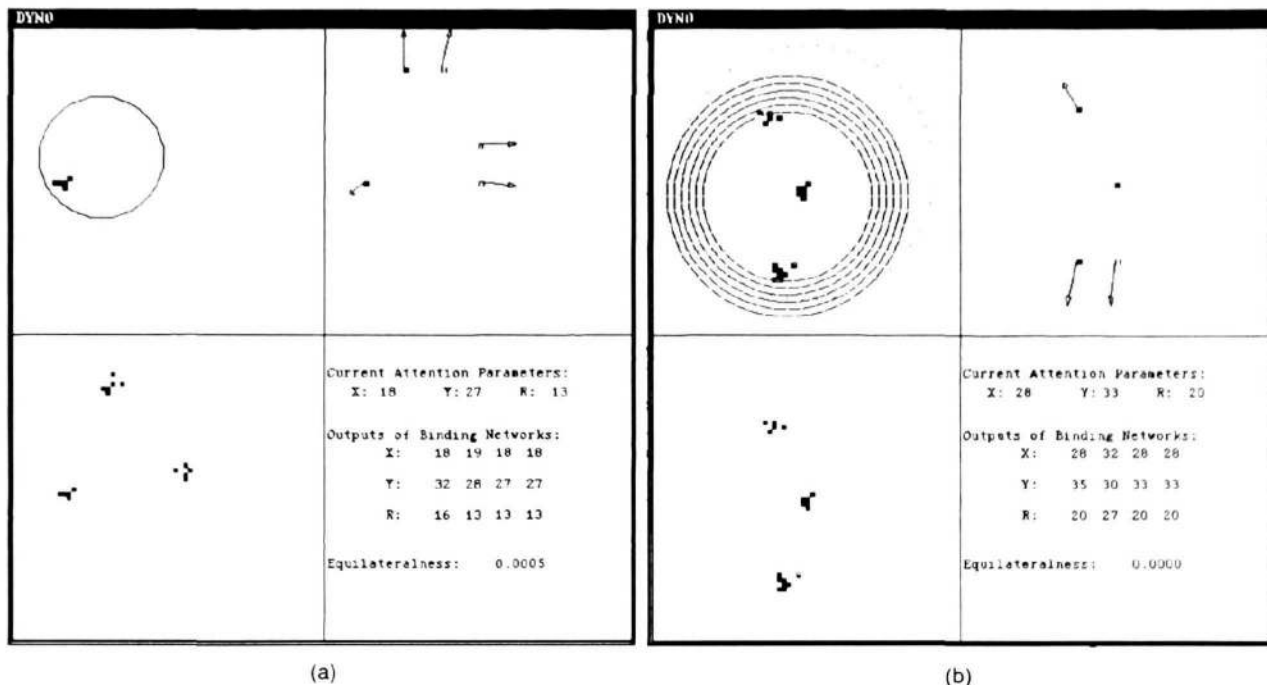 DYNO
Current Attention Parameters:
X: 18 Y: 27 R: 13
Outputs of Binding Networks:
X: 18 19 18 18
Y: 32 28 27 27
R: 16 13 13 13
Equilateralness: 0.0005
(a)
DYNO
Current Attention Parameters:
X: 28 Y: 33 R: 20
Outputs of Binding Networks:
X: 28 32 28 28
Y: 35 30 33 33
R: 20 27 20 20
Equilateralness: 0.0000
(b)